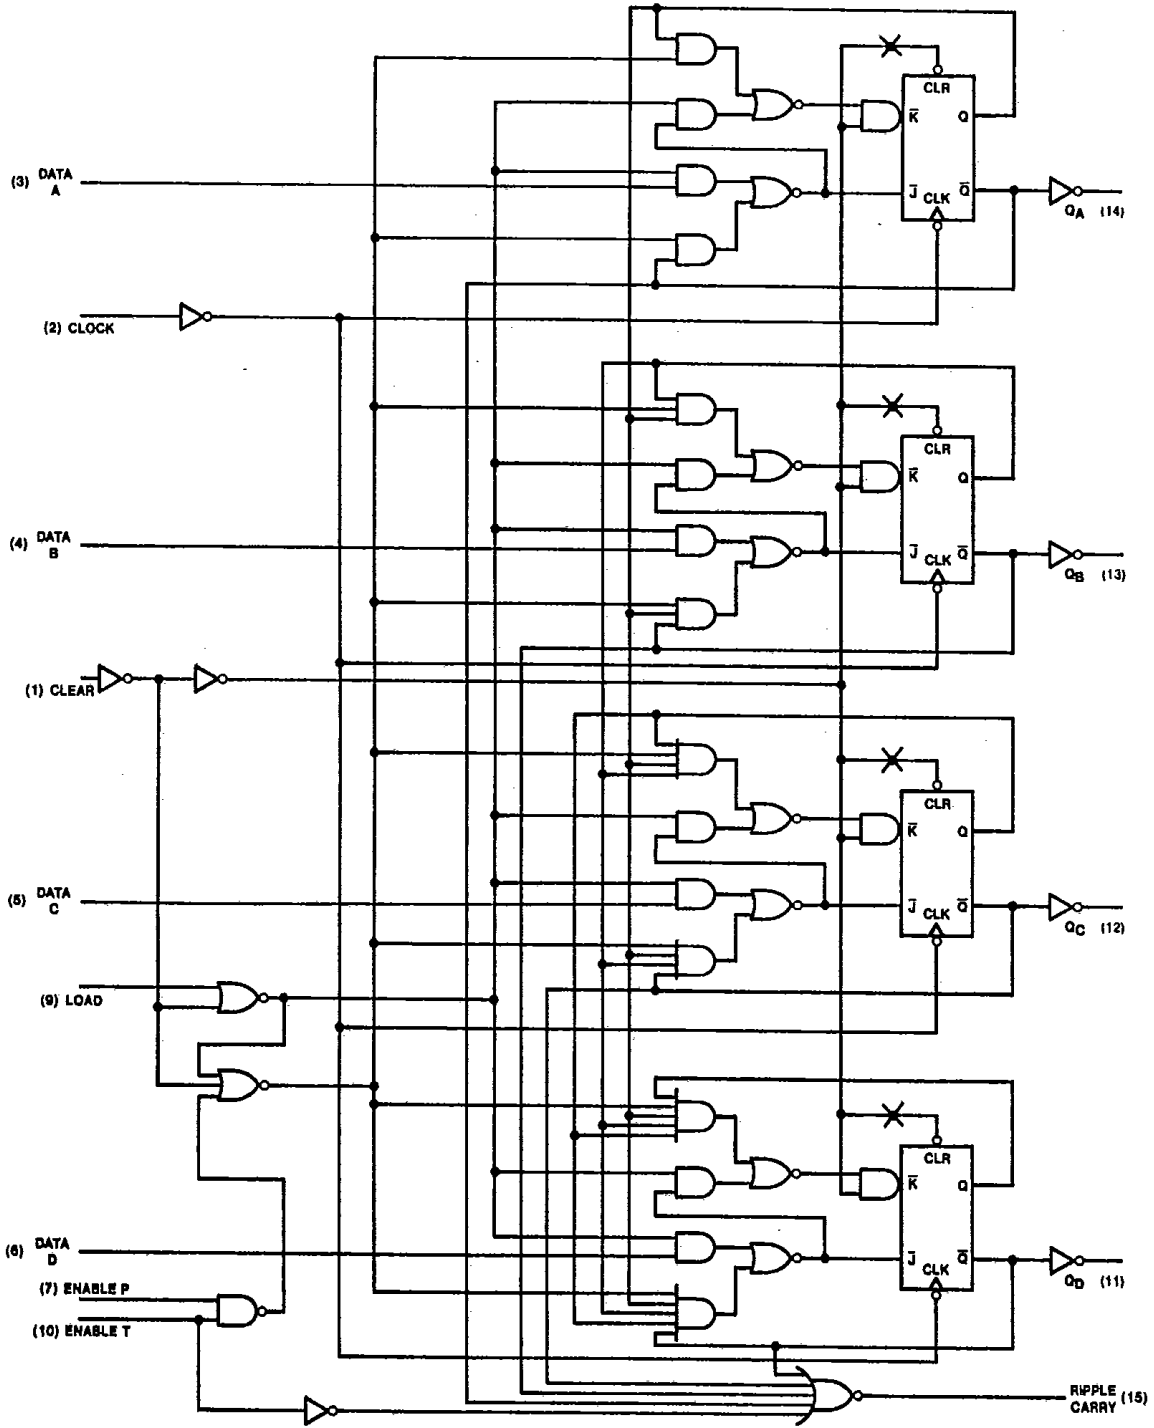 CLR
K̅
Q
(3) DATA
A
J̅
CLK
Q̅
QA (14)
(2) CLOCK
CLR
K̅
Q
(4) DATA
B
J̅
CLK
Q̅
QB (13)
(1) CLEAR
CLR
K̅
Q
(5) DATA
C
J̅
CLK
Q̅
QC (12)
(9) LOAD
CLR
K̅
Q
(6) DATA
D
J̅
CLK
Q̅
QD (11)
(7) ENABLE P
(10) ENABLE T
RIPPLE
CARRY (15)